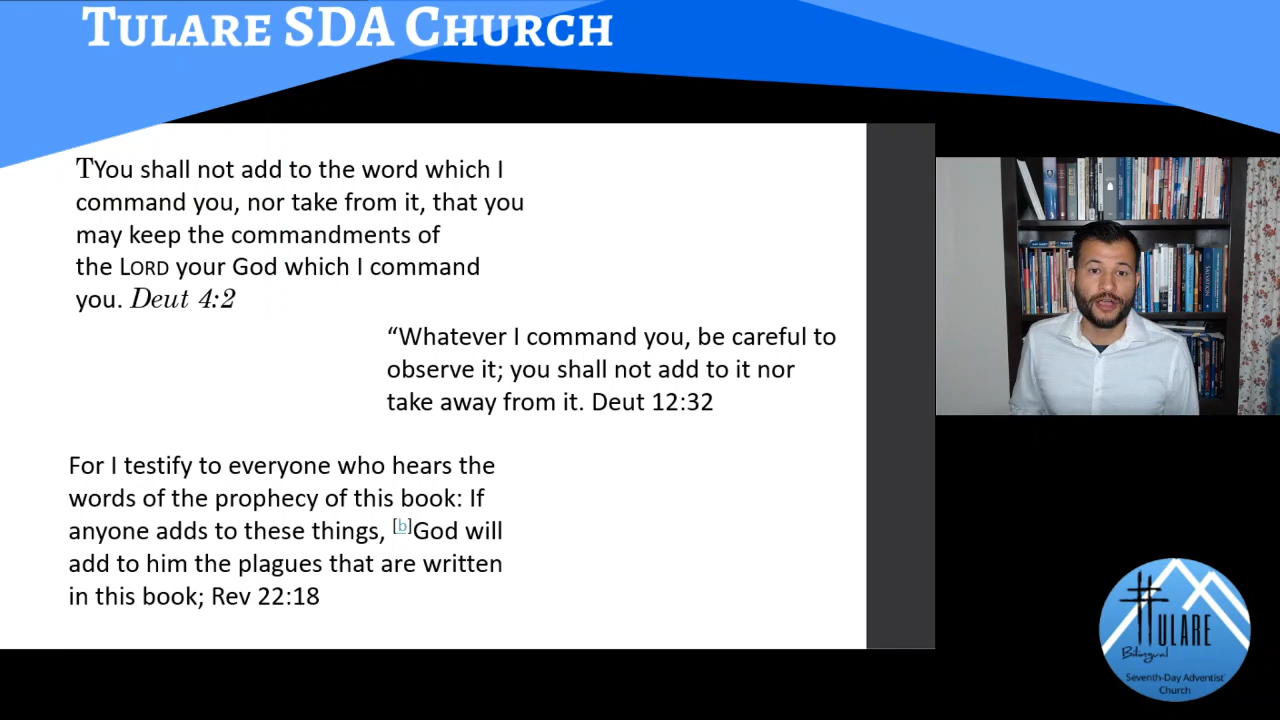 TULARE SDA CHURCH
TYou shall not add to the word which I
command you, nor take from it, that you
may keep the commandments of
the LORD your God which I command
you. Deut 4:2
“Whatever I command you, be careful to
observe it; you shall not add to it nor
take away from it. Deut 12:32
For I testify to everyone who hears the
words of the prophecy of this book: If
anyone adds to these things, [b]God will
add to him the plagues that are written
in this book; Rev 22:18
SALVATION
TULARE
Bilingual
Seventh-Day Adventist
Church